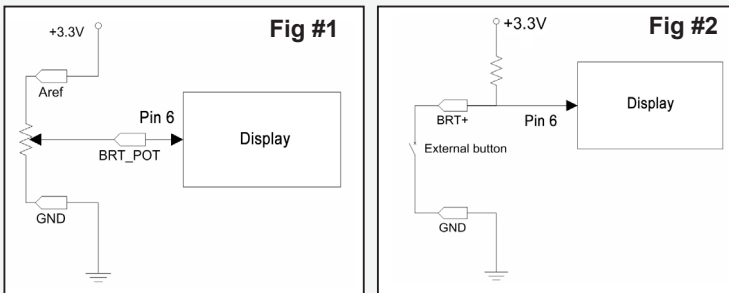 Fig #1
+3.3V
Aref
Pin 6
Display
BRT_POT
GND
Fig #2
+3.3V
BRT+
Pin 6
Display
External button
GND